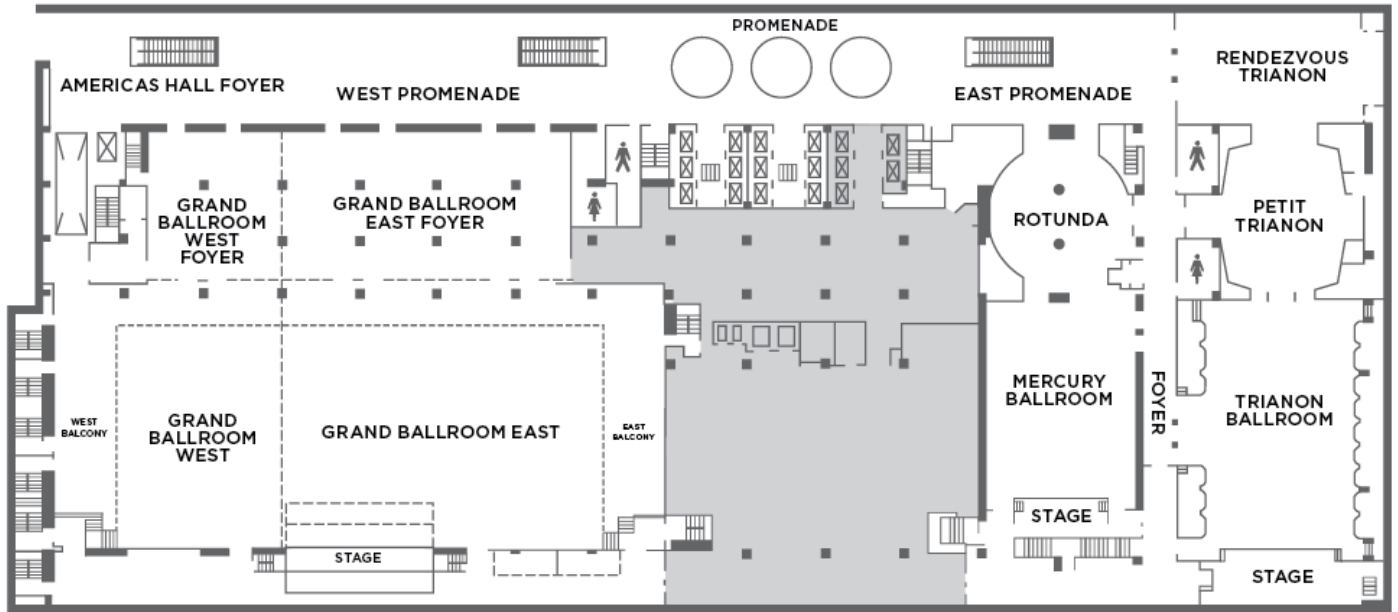 PROMENADE
AMERICAS HALL FOYER
WEST PROMENADE
EAST PROMENADE
RENDEZVOUS
TRIANON
GRAND
BALLROOM
WEST
FOYER
GRAND BALLROOM
EAST FOYER
ROTUNDA
PETIT
TRIANON
WEST
BALCONY
GRAND
BALLROOM
WEST
GRAND BALLROOM EAST
EAST
BALCONY
MERCURY
BALLROOM
FOYER
TRIANON
BALLROOM
STAGE
STAGE
STAGE